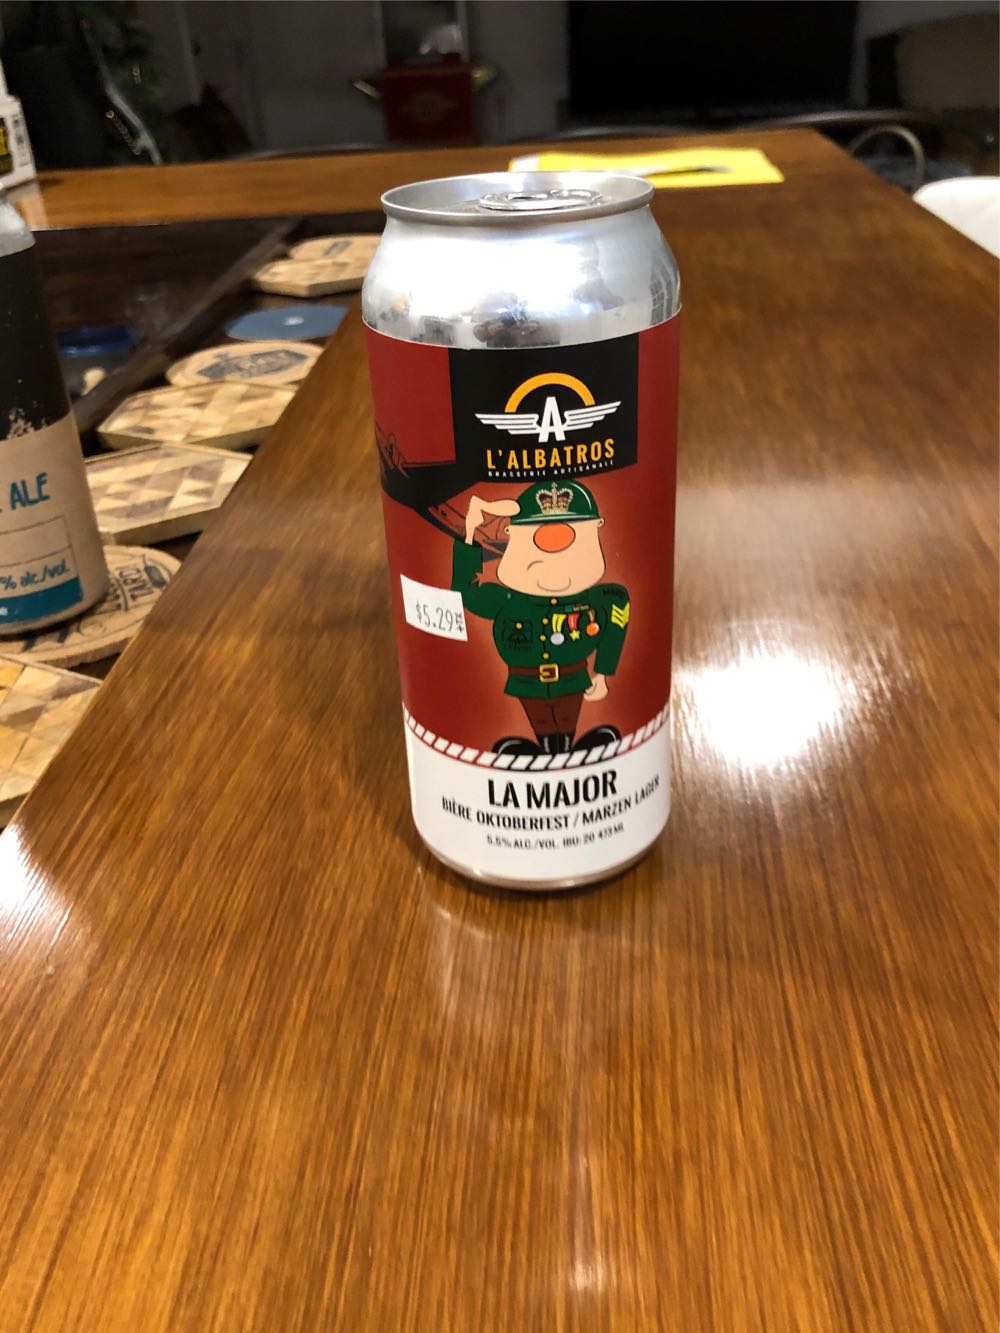 A
L'ALBATROS
BRASSERIE ARTISANALE
$5.29
LA MAJOR
BIÈRE OKTOBERFEST / MARZEN LAGER
5.5% ALC./VOL. IBU: 20 473 ML
ALE
% alc./vol.